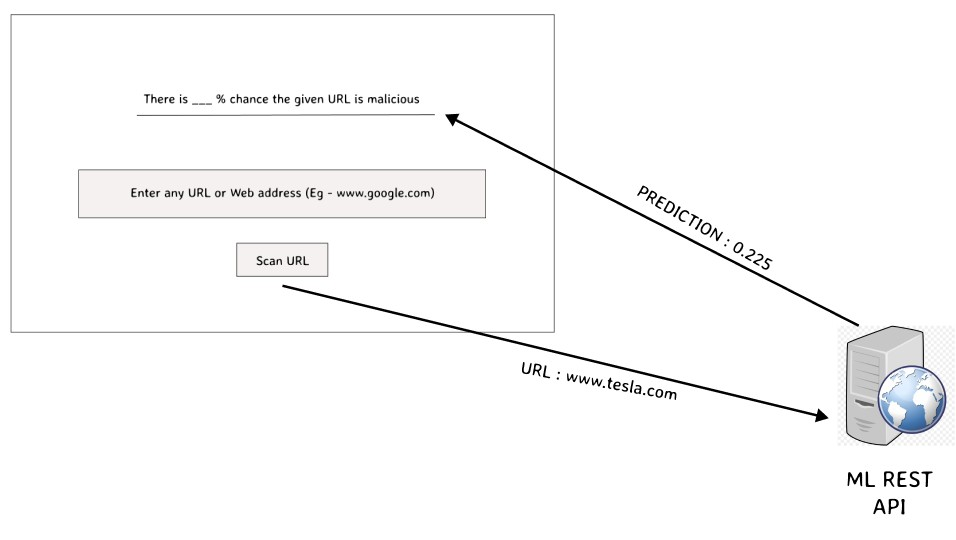 There is ___ % chance the given URL is malicious
Enter any URL or Web address (Eg - www.google.com)
Scan URL
PREDICTION : 0.225
URL : www.tesla.com
ML REST
API